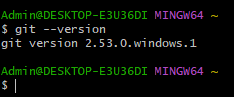 Admin@DESKTOP-E3U36DI MINGW64 ~
$ git --version
git version 2.53.0.windows.1
Admin@DESKTOP-E3U36DI MINGW64 ~
$